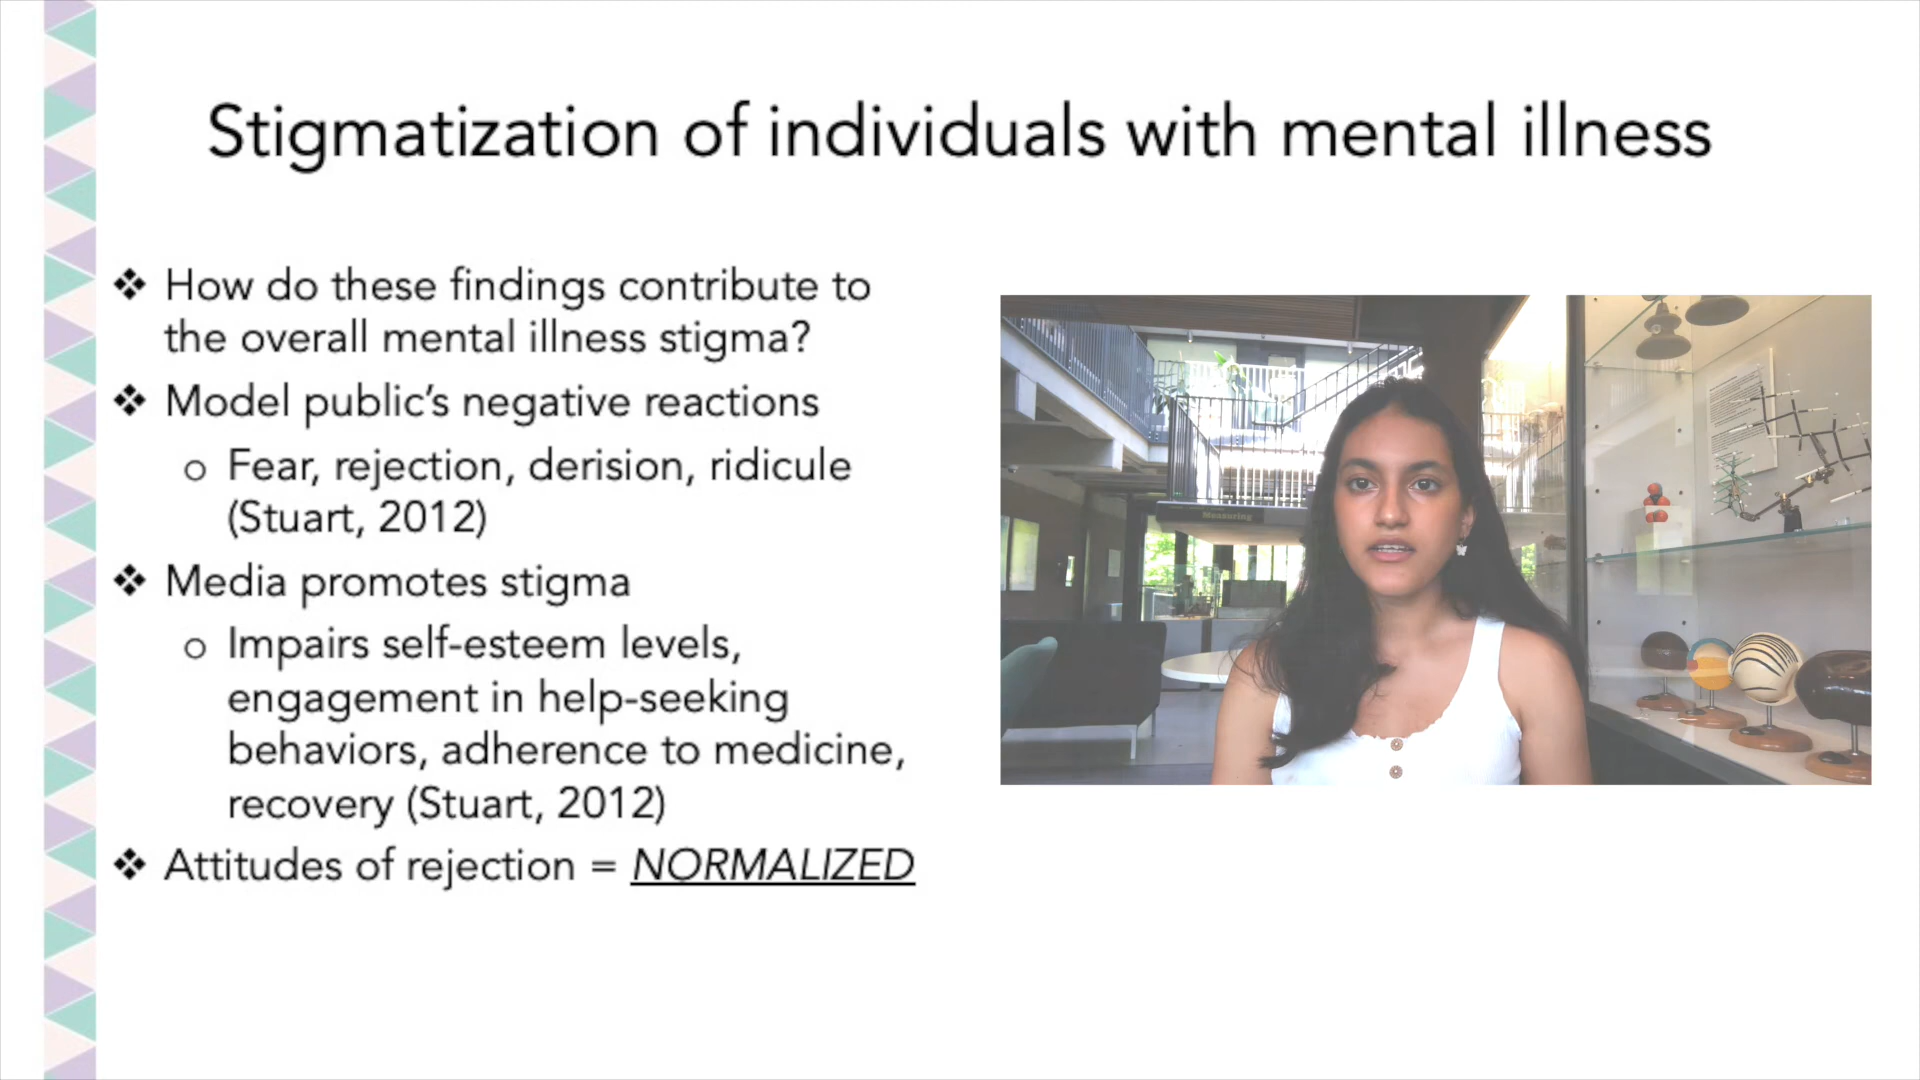 Stigmatization of individuals with mental illness
❖ How do these findings contribute to
the overall mental illness stigma?
❖ Model public's negative reactions
o Fear, rejection, derision, ridicule
(Stuart, 2012)
❖ Media promotes stigma
o Impairs self-esteem levels,
engagement in help-seeking
behaviors, adherence to medicine,
recovery (Stuart, 2012)
❖ Attitudes of rejection = NORMALIZED
Measuring